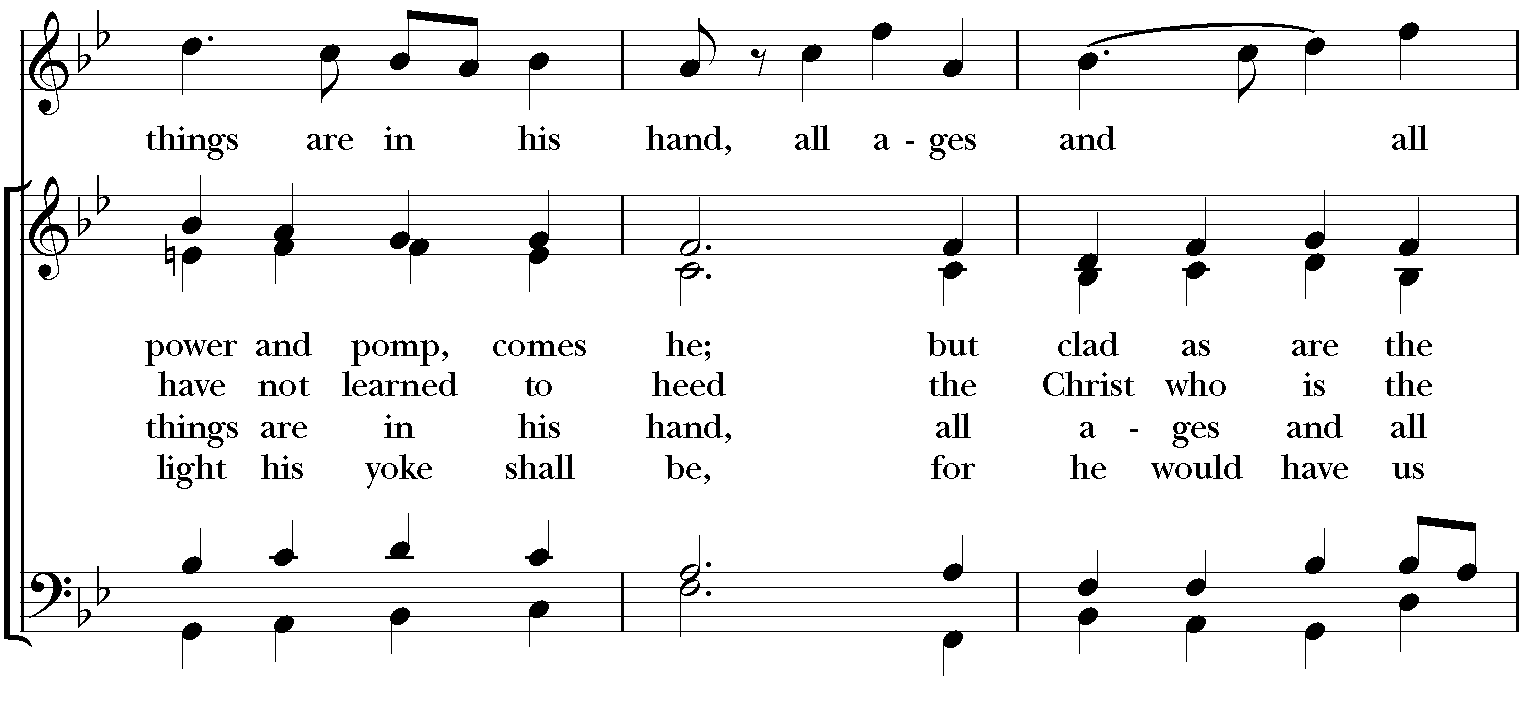 things are in his hand, all a - ges and all
power and pomp, comes he; but clad as are the
have not learned to heed the Christ who is the
things are in his hand, all a - ges and all
light his yoke shall be, for he would have us